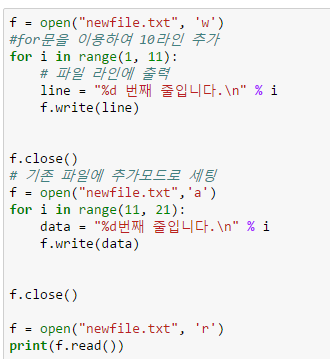 f = open("newfile.txt", 'w')
#for문을 이용하여 10라인 추가
for i in range(1, 11):
    # 파일 라인에 출력
    line = "%d 번째 줄입니다.\n" % i
    f.write(line)
f.close()
# 기존 파일에 추가모드로 세팅
f = open("newfile.txt",'a')
for i in range(11, 21):
    data = "%d번째 줄입니다.\n" % i
    f.write(data)
f.close()
f = open("newfile.txt", 'r')
print(f.read())